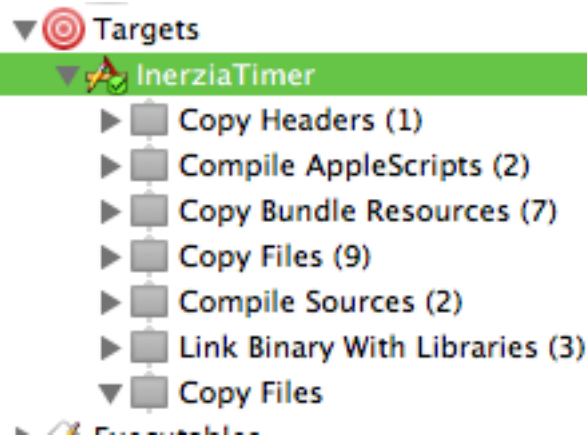 Targets
InerziaTimer
Copy Headers (1)
Compile AppleScripts (2)
Copy Bundle Resources (7)
Copy Files (9)
Compile Sources (2)
Link Binary With Libraries (3)
Copy Files
Executables